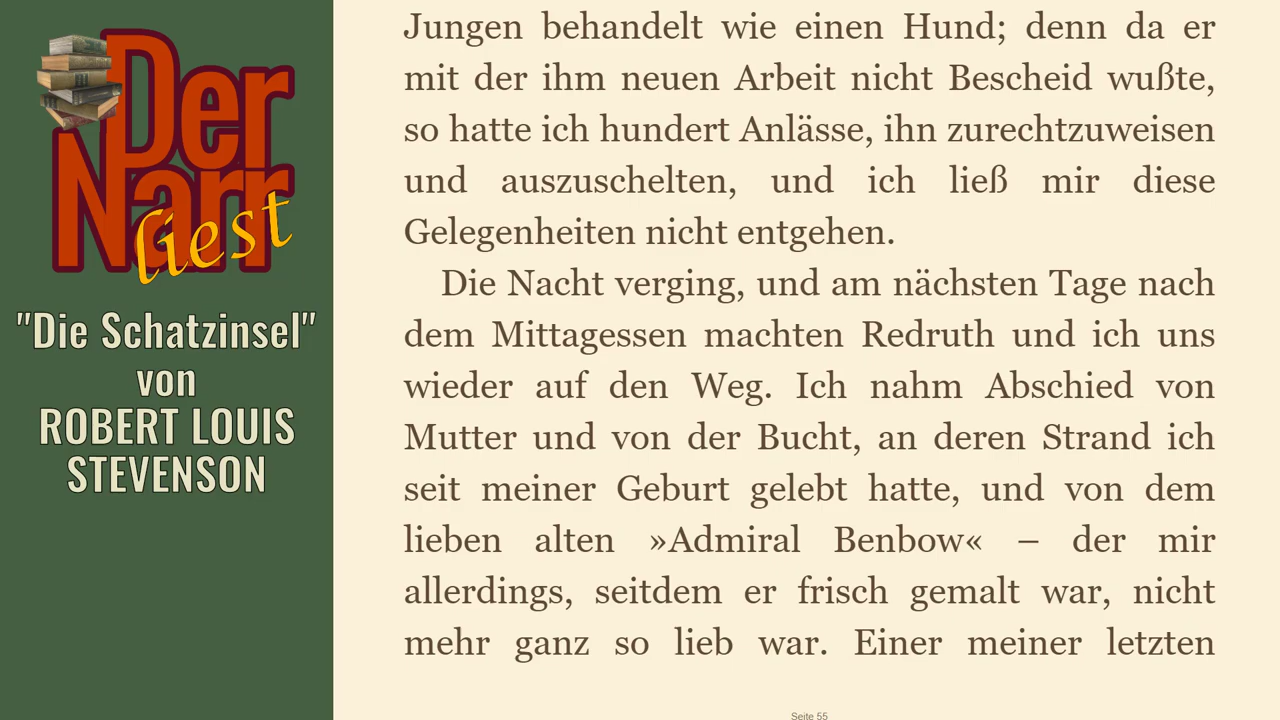 Der
Narr
liest
"Die Schatzinsel"
von
ROBERT LOUIS
STEVENSON
Jungen behandelt wie einen Hund; denn da er
mit der ihm neuen Arbeit nicht Bescheid wußte,
so hatte ich hundert Anlässe, ihn zurechtzuweisen
und auszuschelten, und ich ließ mir diese
Gelegenheiten nicht entgehen.
Die Nacht verging, und am nächsten Tage nach
dem Mittagessen machten Redruth und ich uns
wieder auf den Weg. Ich nahm Abschied von
Mutter und von der Bucht, an deren Strand ich
seit meiner Geburt gelebt hatte, und von dem
lieben alten »Admiral Benbow« – der mir
allerdings, seitdem er frisch gemalt war, nicht
mehr ganz so lieb war. Einer meiner letzten
Seite 55